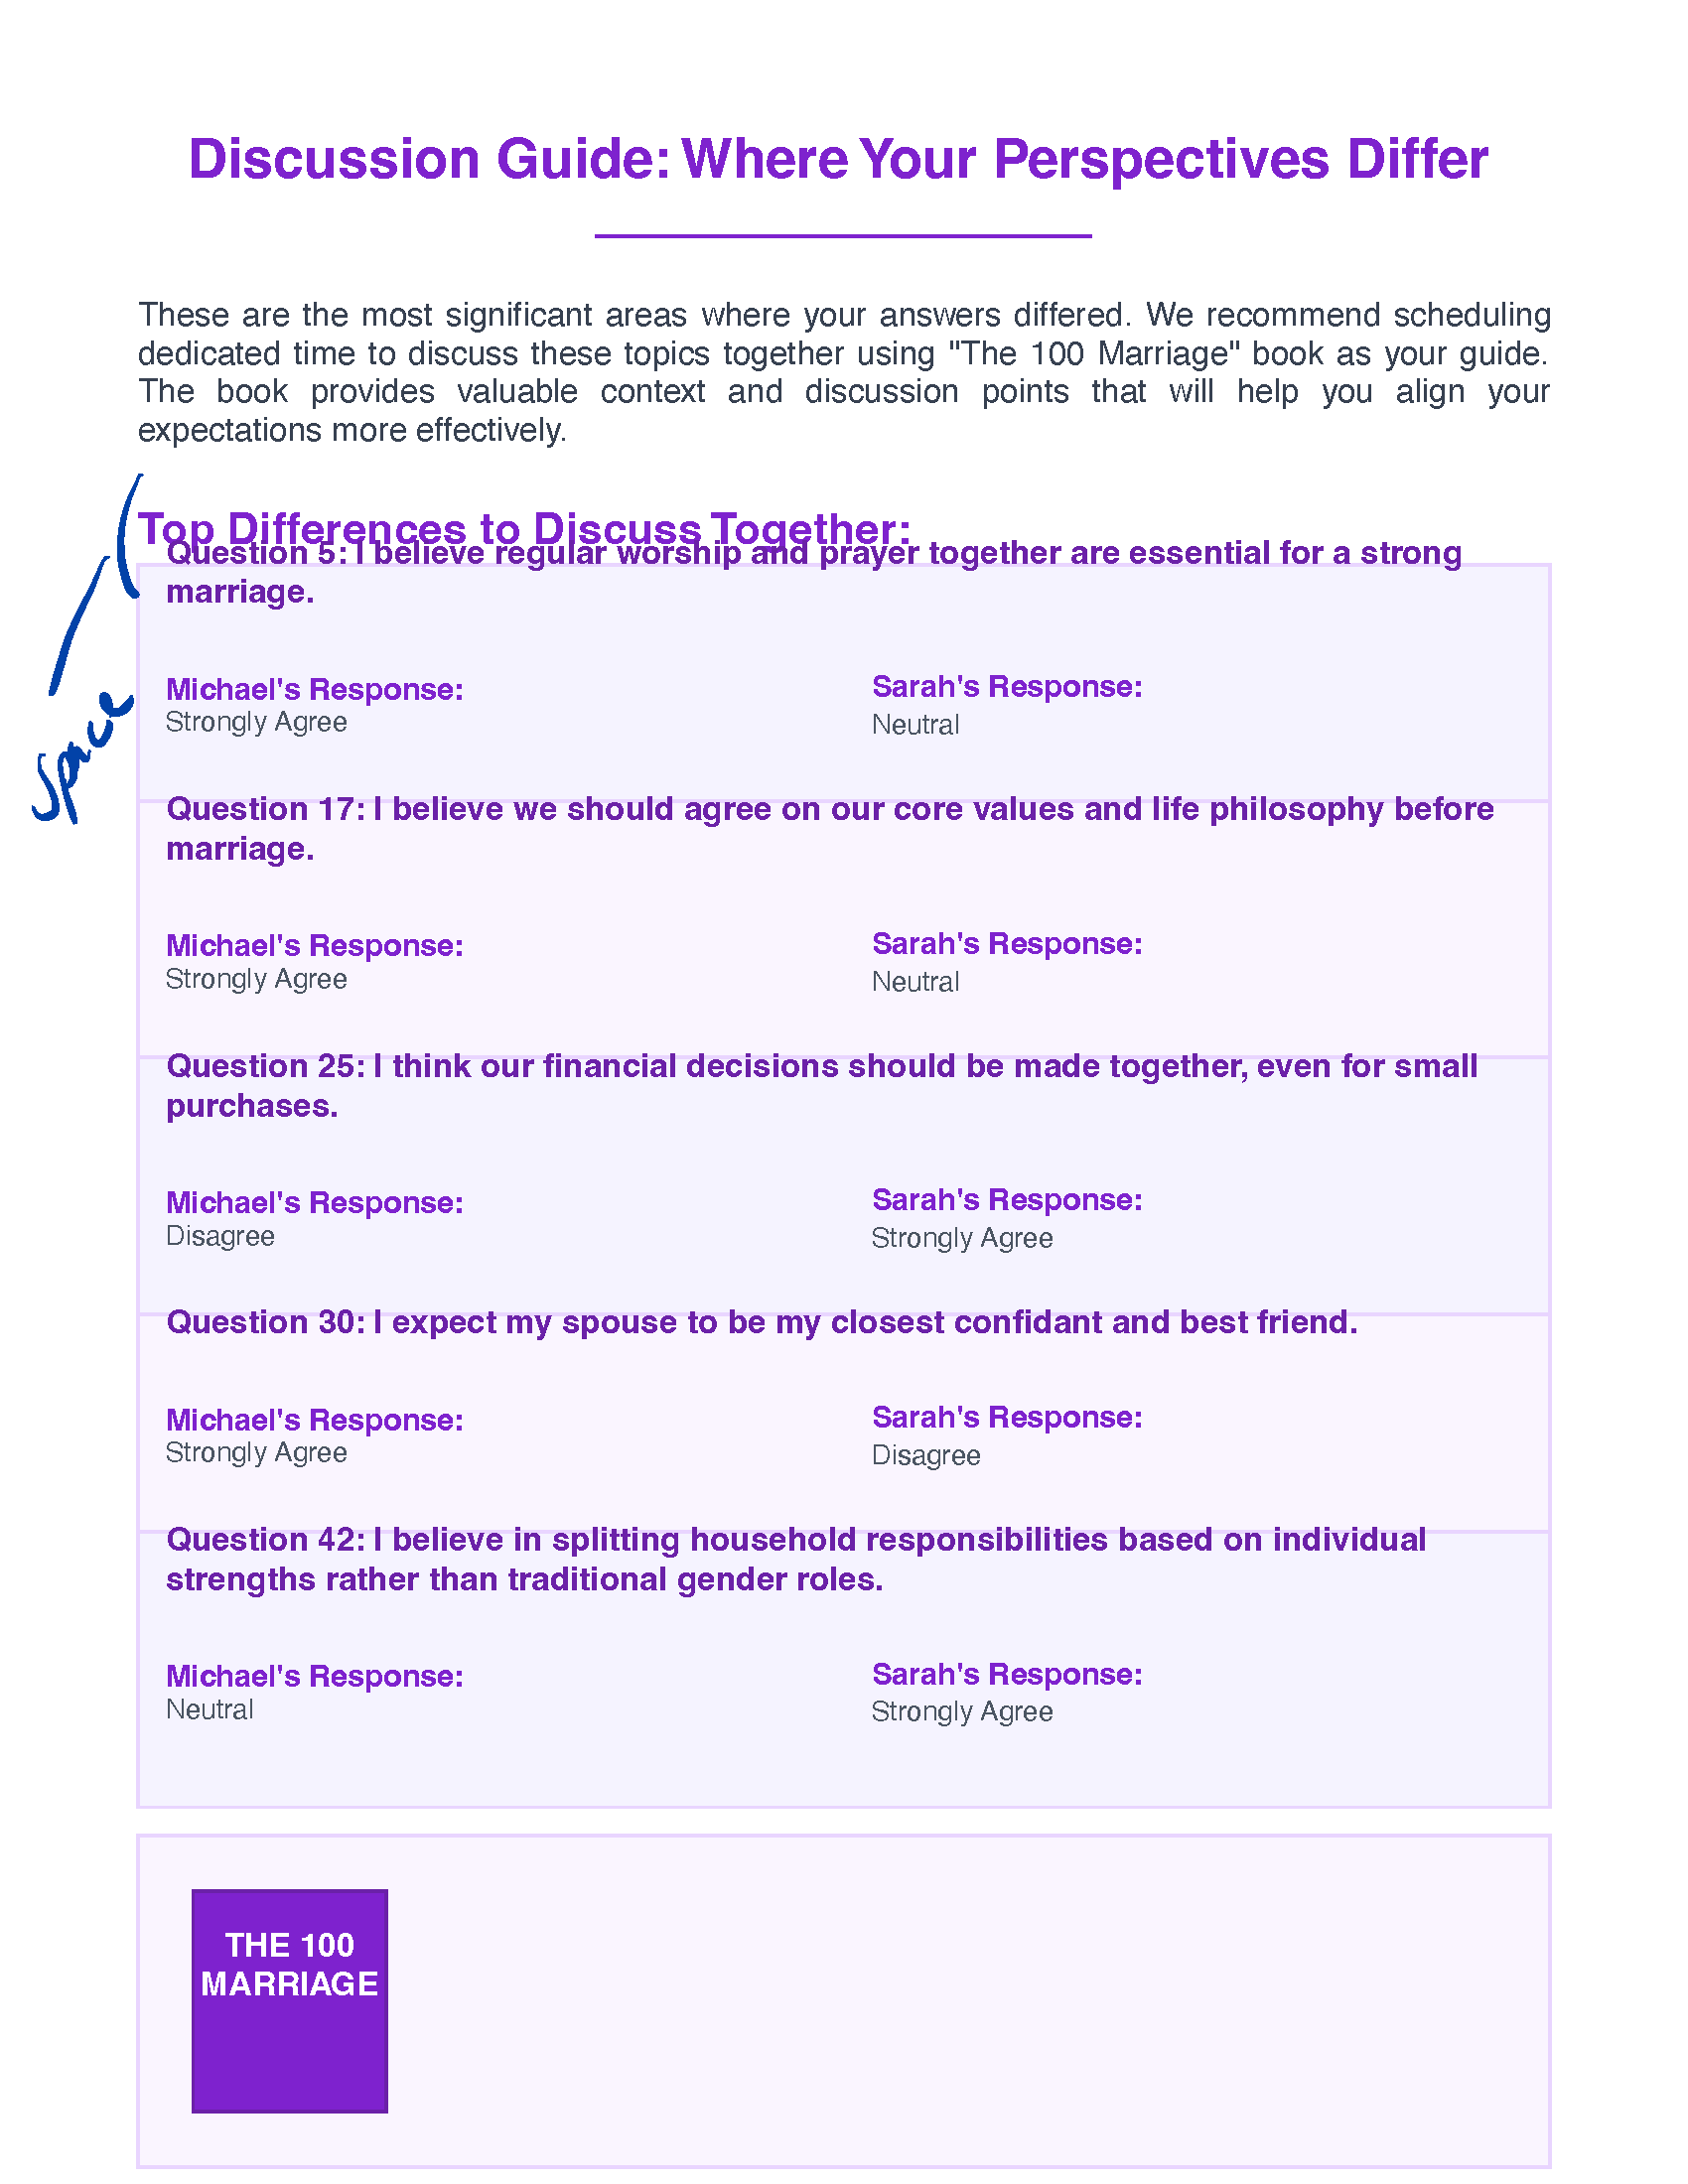 Discussion Guide: Where Your Perspectives Differ
These are the most significant areas where your answers differed. We recommend scheduling
dedicated time to discuss these topics together using "The 100 Marriage" book as your guide.
The book provides valuable context and discussion points that will help you align your
expectations more effectively.
Top Differences to Discuss Together:
Question 5: I believe regular worship and prayer together are essential for a strong
marriage.
Space
Michael's Response:
Strongly Agree
Sarah's Response:
Neutral
Question 17: I believe we should agree on our core values and life philosophy before
marriage.
Michael's Response:
Strongly Agree
Sarah's Response:
Neutral
Question 25: I think our financial decisions should be made together, even for small
purchases.
Michael's Response:
Disagree
Sarah's Response:
Strongly Agree
Question 30: I expect my spouse to be my closest confidant and best friend.
Michael's Response:
Strongly Agree
Sarah's Response:
Disagree
Question 42: I believe in splitting household responsibilities based on individual
strengths rather than traditional gender roles.
Michael's Response:
Neutral
Sarah's Response:
Strongly Agree
THE 100
MARRIAGE